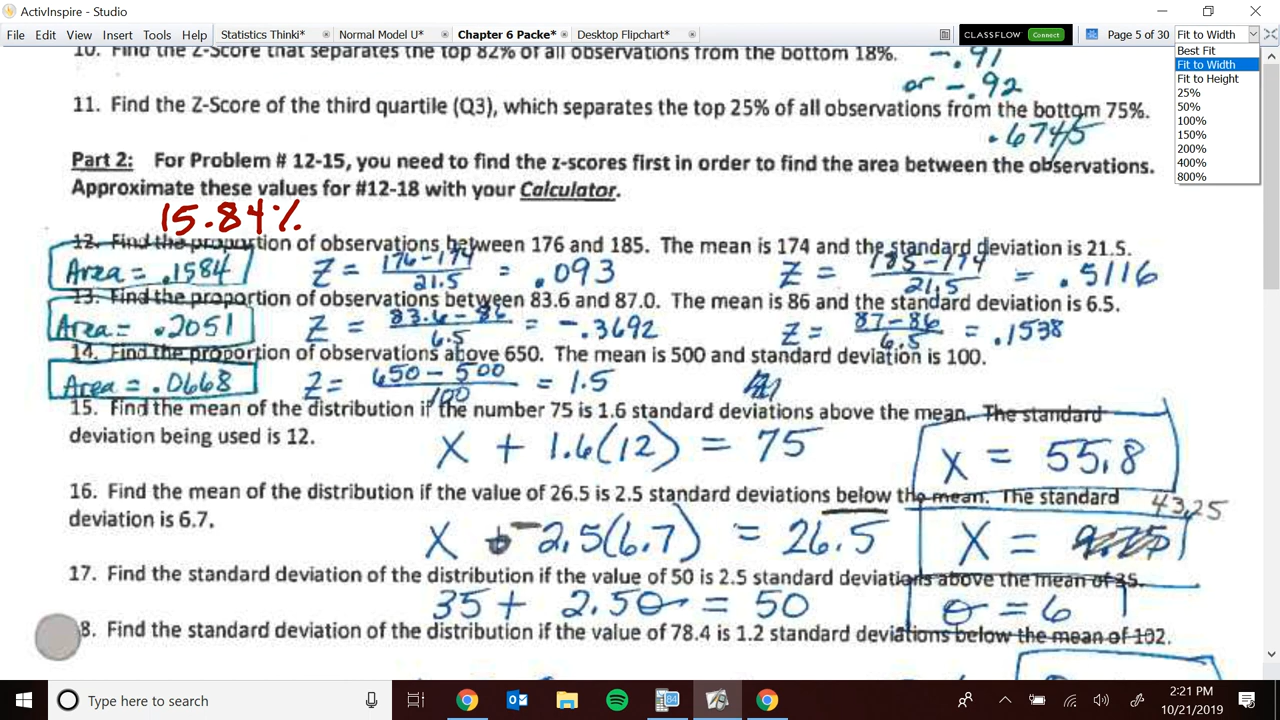 ActivInspire - Studio
File Edit View Insert Tools Help Statistics Thinki* Normal Model U* Chapter 6 Packe* Desktop Flipchart* CLASSFLOW Connect Page 5 of 30 Fit to Width
Best Fit
Fit to Width
Fit to Height
25%
50%
100%
150%
200%
400%
800%
10. Find the Z-Score that separates the top 82% of all observations from the bottom 18%. -.91
or -.92
11. Find the Z-Score of the third quartile (Q3), which separates the top 25% of all observations from the bottom 75%.
.6745
Part 2: For Problem # 12-15, you need to find the z-scores first in order to find the area between the observations.
Approximate these values for #12-18 with your Calculator.
15.84%
12. Find the proportion of observations between 176 and 185. The mean is 174 and the standard deviation is 21.5.
Area = .1584 Z = 176-174 / 21.5 = .093 Z = 185-174 / 21.5 = .5116
13. Find the proportion of observations between 83.6 and 87.0. The mean is 86 and the standard deviation is 6.5.
Area = .2051 Z = 83.6-86 / 6.5 = -.3692 Z = 87-86 / 6.5 = .1538
14. Find the proportion of observations above 650. The mean is 500 and standard deviation is 100.
Area = .0668 Z = 650-500 / 100 = 1.5
15. Find the mean of the distribution if the number 75 is 1.6 standard deviations above the mean. The standard
deviation being used is 12.
X + 1.6(12) = 75 X = 55.8
16. Find the mean of the distribution if the value of 26.5 is 2.5 standard deviations below the mean. The standard
deviation is 6.7.
43.25
X + -2.5(6.7) = 26.5 X =
17. Find the standard deviation of the distribution if the value of 50 is 2.5 standard deviations above the mean of 35.
35 + 2.5σ = 50 σ = 6
8. Find the standard deviation of the distribution if the value of 78.4 is 1.2 standard deviations below the mean of 102.
Type here to search
2:21 PM
10/21/2019